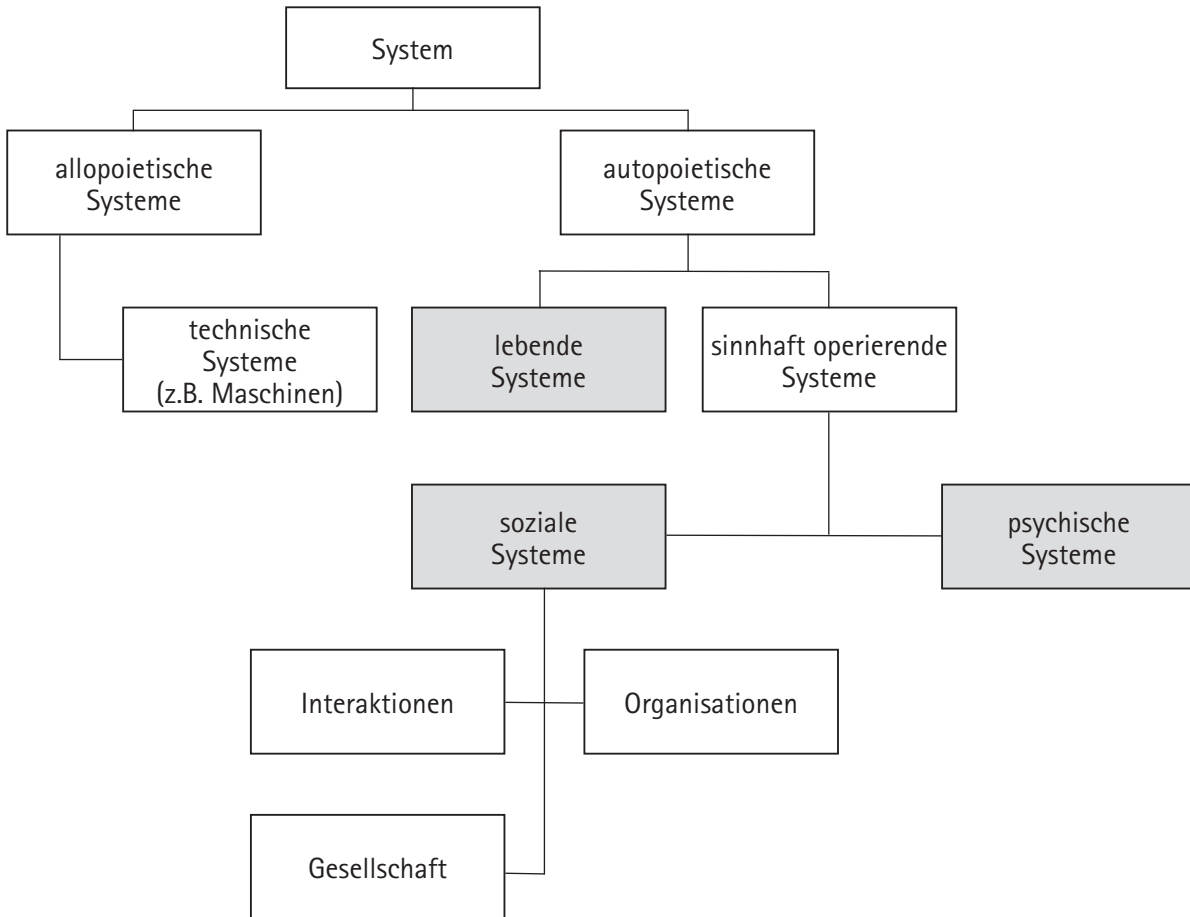 System
allopoietische
Systeme
autopoietische
Systeme
technische
Systeme
(z.B. Maschinen)
lebende
Systeme
sinnhaft operierende
Systeme
soziale
Systeme
psychische
Systeme
Interaktionen
Organisationen
Gesellschaft